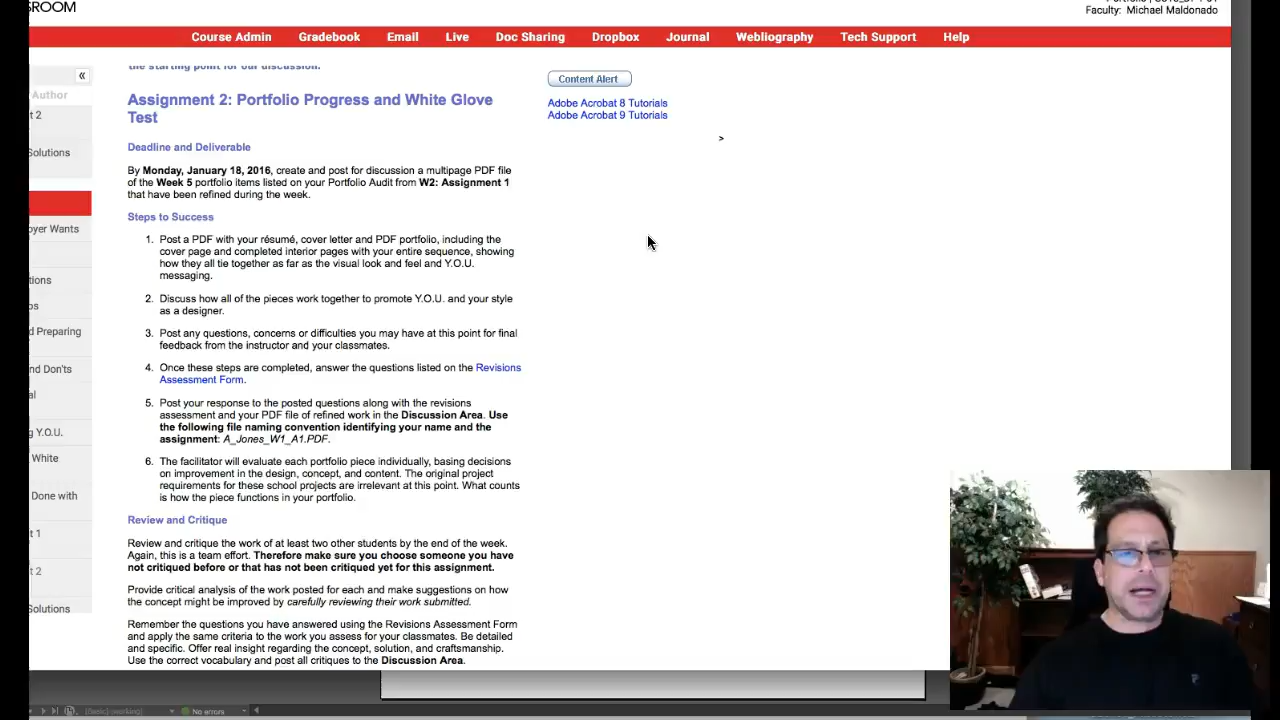 Faculty: Michael Maldonado
Course Admin Gradebook Email Live Doc Sharing Dropbox Journal Webliography Tech Support Help
«
Author
t 2
Solutions
oyer Wants
tions
ps
d Preparing
nd Don'ts
al
g Y.O.U.
White
Done with
t 1
t 2
Solutions
the starting point for our discussion.
Assignment 2: Portfolio Progress and White Glove
Test
Deadline and Deliverable
By Monday, January 18, 2016, create and post for discussion a multipage PDF file
of the Week 5 portfolio items listed on your Portfolio Audit from W2: Assignment 1
that have been refined during the week.
Steps to Success
1. Post a PDF with your résumé, cover letter and PDF portfolio, including the
cover page and completed interior pages with your entire sequence, showing
how they all tie together as far as the visual look and feel and Y.O.U.
messaging.
2. Discuss how all of the pieces work together to promote Y.O.U. and your style
as a designer.
3. Post any questions, concerns or difficulties you may have at this point for final
feedback from the instructor and your classmates.
4. Once these steps are completed, answer the questions listed on the Revisions
Assessment Form.
5. Post your response to the posted questions along with the revisions
assessment and your PDF file of refined work in the Discussion Area. Use
the following file naming convention identifying your name and the
assignment: A_Jones_W1_A1.PDF.
6. The facilitator will evaluate each portfolio piece individually, basing decisions
on improvement in the design, concept, and content. The original project
requirements for these school projects are irrelevant at this point. What counts
is how the piece functions in your portfolio.
Review and Critique
Review and critique the work of at least two other students by the end of the week.
Again, this is a team effort. Therefore make sure you choose someone you have
not critiqued before or that has not been critiqued yet for this assignment.
Provide critical analysis of the work posted for each and make suggestions on how
the concept might be improved by carefully reviewing their work submitted.
Remember the questions you have answered using the Revisions Assessment Form
and apply the same criteria to the work you assess for your classmates. Be detailed
and specific. Offer real insight regarding the concept, solution, and craftsmanship.
Use the correct vocabulary and post all critiques to the Discussion Area.
Content Alert
Adobe Acrobat 8 Tutorials
Adobe Acrobat 9 Tutorials
>
[Basic] (working) No errors